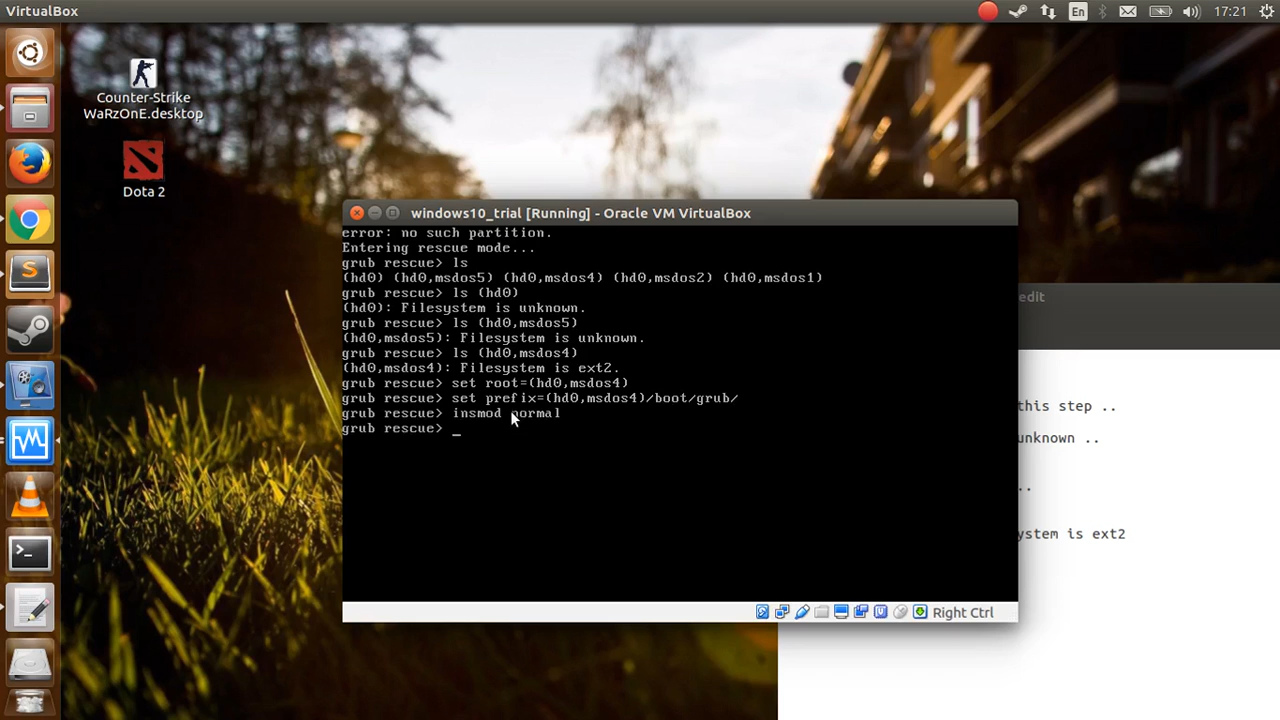 VirtualBox
En
17:21
Counter-Strike
WaRzOnE.desktop
Dota 2
windows10_trial [Running] - Oracle VM VirtualBox
error: no such partition.
Entering rescue mode...
grub rescue> ls
(hd0) (hd0,msdos5) (hd0,msdos4) (hd0,msdos2) (hd0,msdos1)
grub rescue> ls (hd0)
(hd0): Filesystem is unknown.
grub rescue> ls (hd0,msdos5)
(hd0,msdos5): Filesystem is unknown.
grub rescue> ls (hd0,msdos4)
(hd0,msdos4): Filesystem is ext2.
grub rescue> set root=(hd0,msdos4)
grub rescue> set prefix=(hd0,msdos4)/boot/grub/
grub rescue> insmod normal
grub rescue> _
Right Ctrl
edit
this step ..
unknown ..
..
ystem is ext2